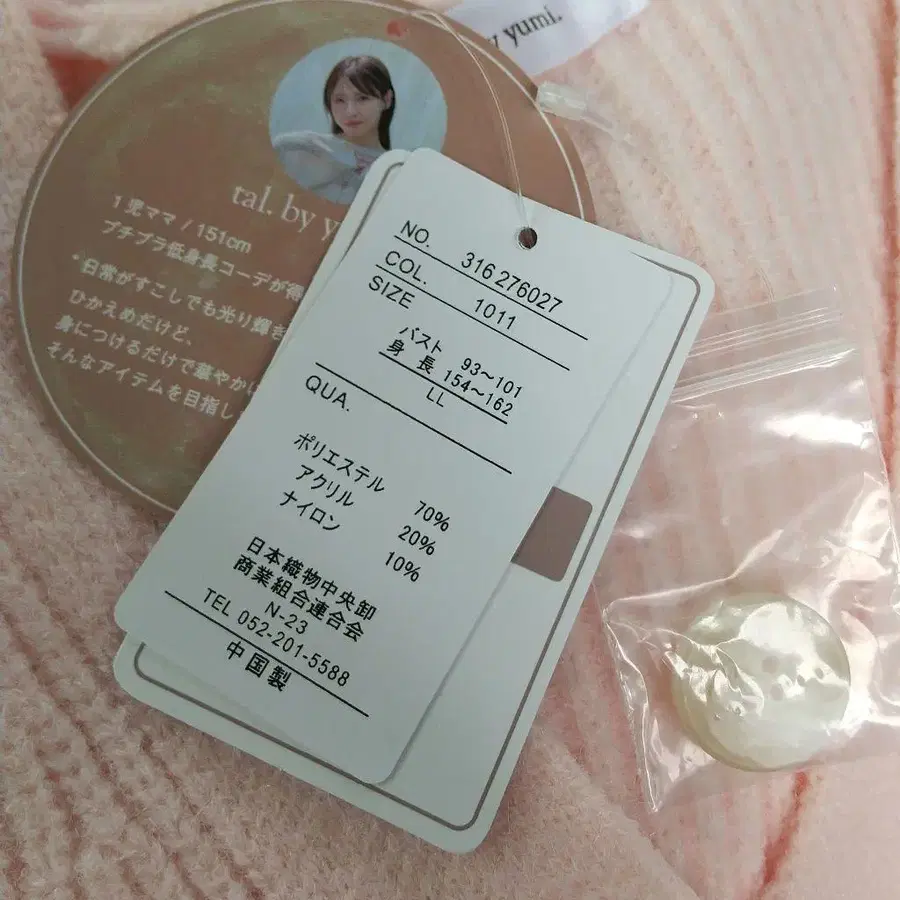 y yumi.
tal. by y
1児ママ / 151cm
プチプラ低身長コーデが得
・日常がすこしでも光り輝き
ひかえめだけど、
身につけるだけで華やかに
そんなアイテムを目指し
NO. 316 276027
COL. 1011
SIZE
バスト 93～101
身長 154～162
LL
QUA.
ポリエステル 70%
アクリル 20%
ナイロン 10%
日本織物中央卸
商業組合連合会
N-23
TEL 052-201-5588
中国製